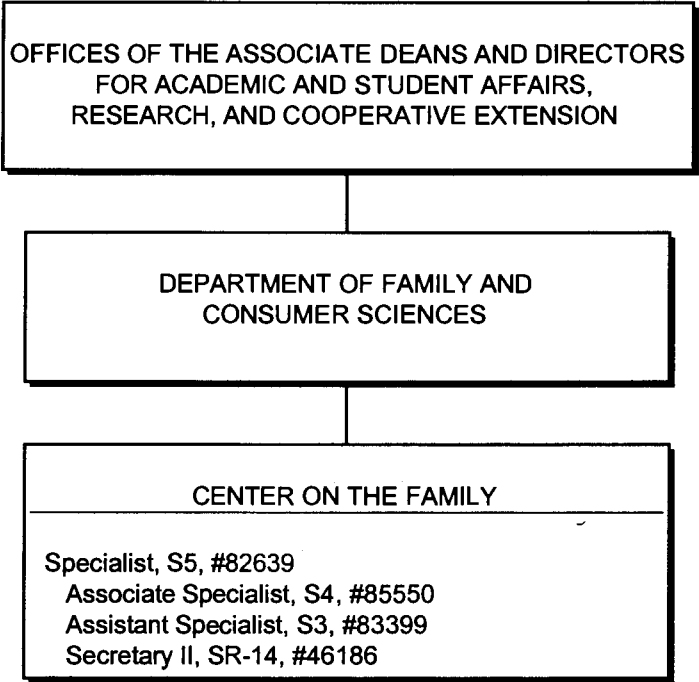 OFFICES OF THE ASSOCIATE DEANS AND DIRECTORS
FOR ACADEMIC AND STUDENT AFFAIRS,
RESEARCH, AND COOPERATIVE EXTENSION
DEPARTMENT OF FAMILY AND
CONSUMER SCIENCES
CENTER ON THE FAMILY
Specialist, S5, #82639
Associate Specialist, S4, #85550
Assistant Specialist, S3, #83399
Secretary II, SR-14, #46186